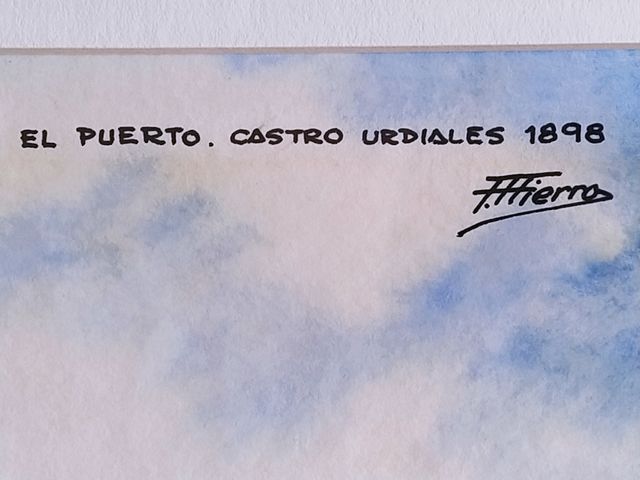 EL PUERTO. CASTRO URDIALES 1898
F.Hierro